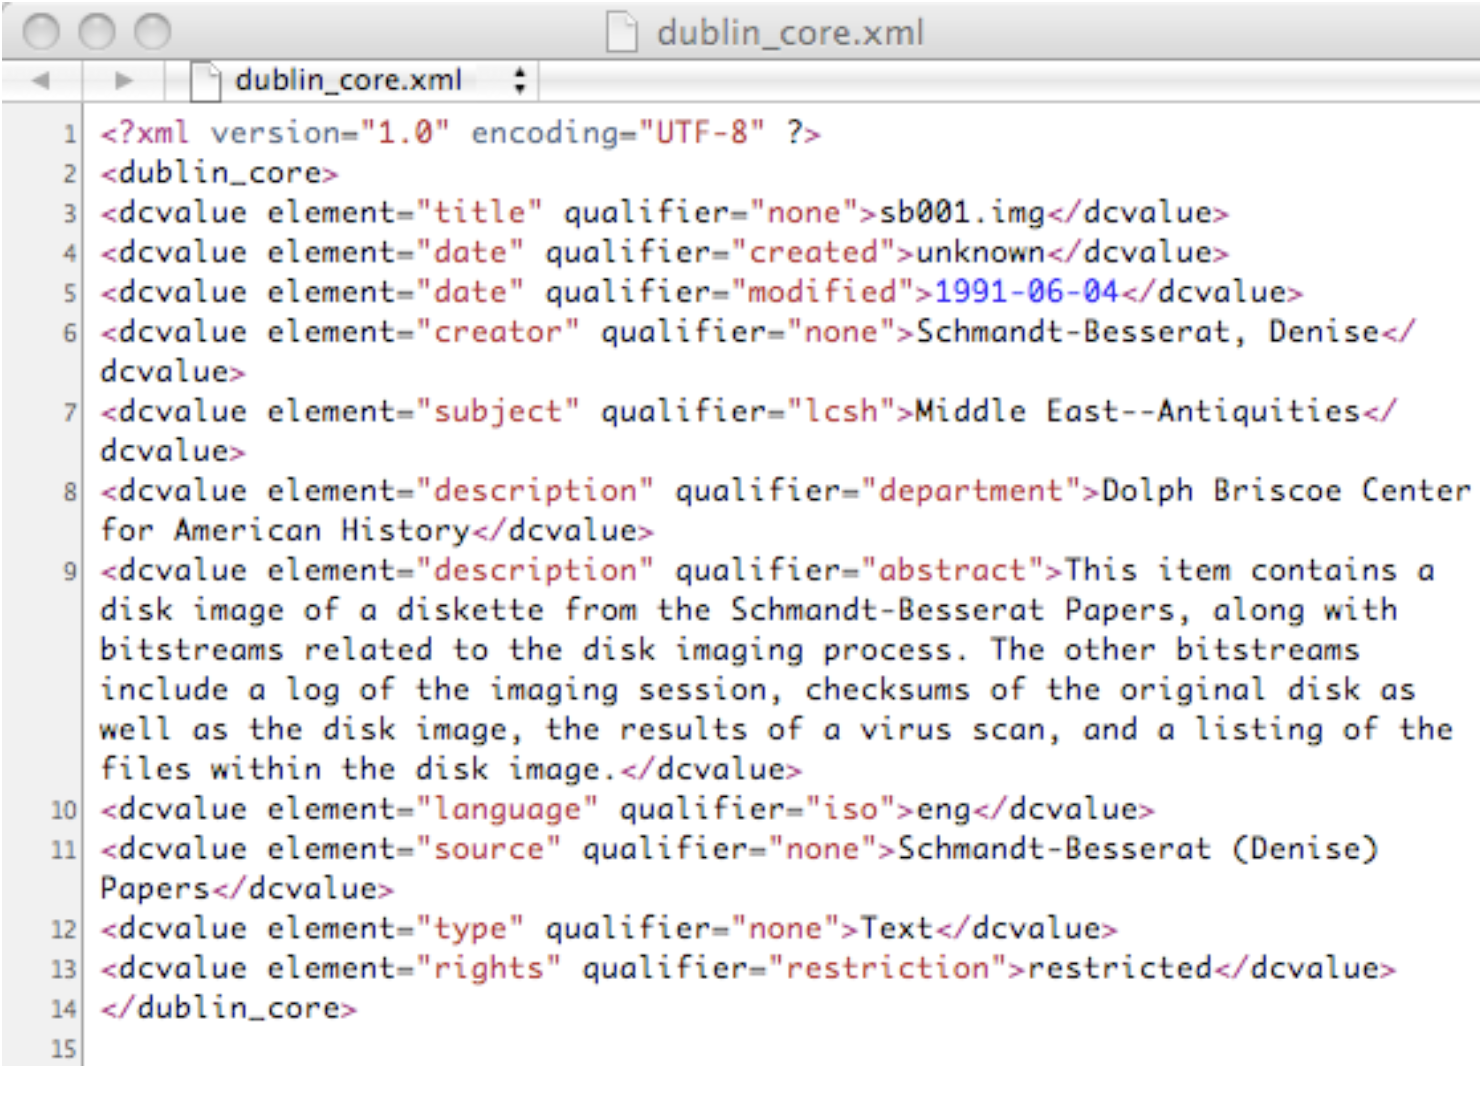 dublin_core.xml
dublin_core.xml
1 <?xml version="1.0" encoding="UTF-8" ?>
2 <dublin_core>
3 <dcvalue element="title" qualifier="none">sb001.img</dcvalue>
4 <dcvalue element="date" qualifier="created">unknown</dcvalue>
5 <dcvalue element="date" qualifier="modified">1991-06-04</dcvalue>
6 <dcvalue element="creator" qualifier="none">Schmandt-Besserat, Denise</
dcvalue>
7 <dcvalue element="subject" qualifier="lcsh">Middle East--Antiquities</
dcvalue>
8 <dcvalue element="description" qualifier="department">Dolph Briscoe Center
for American History</dcvalue>
9 <dcvalue element="description" qualifier="abstract">This item contains a
disk image of a diskette from the Schmandt-Besserat Papers, along with
bitstreams related to the disk imaging process. The other bitstreams
include a log of the imaging session, checksums of the original disk as
well as the disk image, the results of a virus scan, and a listing of the
files within the disk image.</dcvalue>
10 <dcvalue element="language" qualifier="iso">eng</dcvalue>
11 <dcvalue element="source" qualifier="none">Schmandt-Besserat (Denise)
Papers</dcvalue>
12 <dcvalue element="type" qualifier="none">Text</dcvalue>
13 <dcvalue element="rights" qualifier="restriction">restricted</dcvalue>
14 </dublin_core>
15